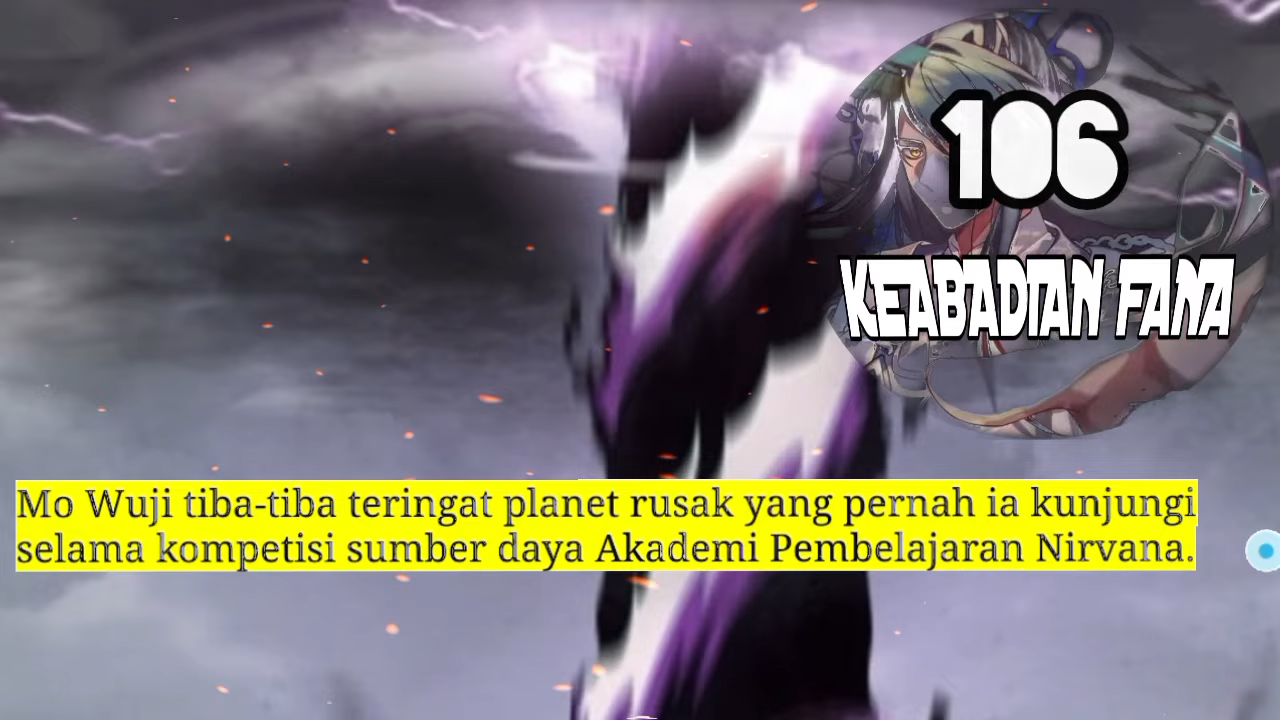 106
KEABADIAN FANA
Mo Wuji tiba-tiba teringat planet rusak yang pernah ia kunjungi
selama kompetisi sumber daya Akademi Pembelajaran Nirvana.